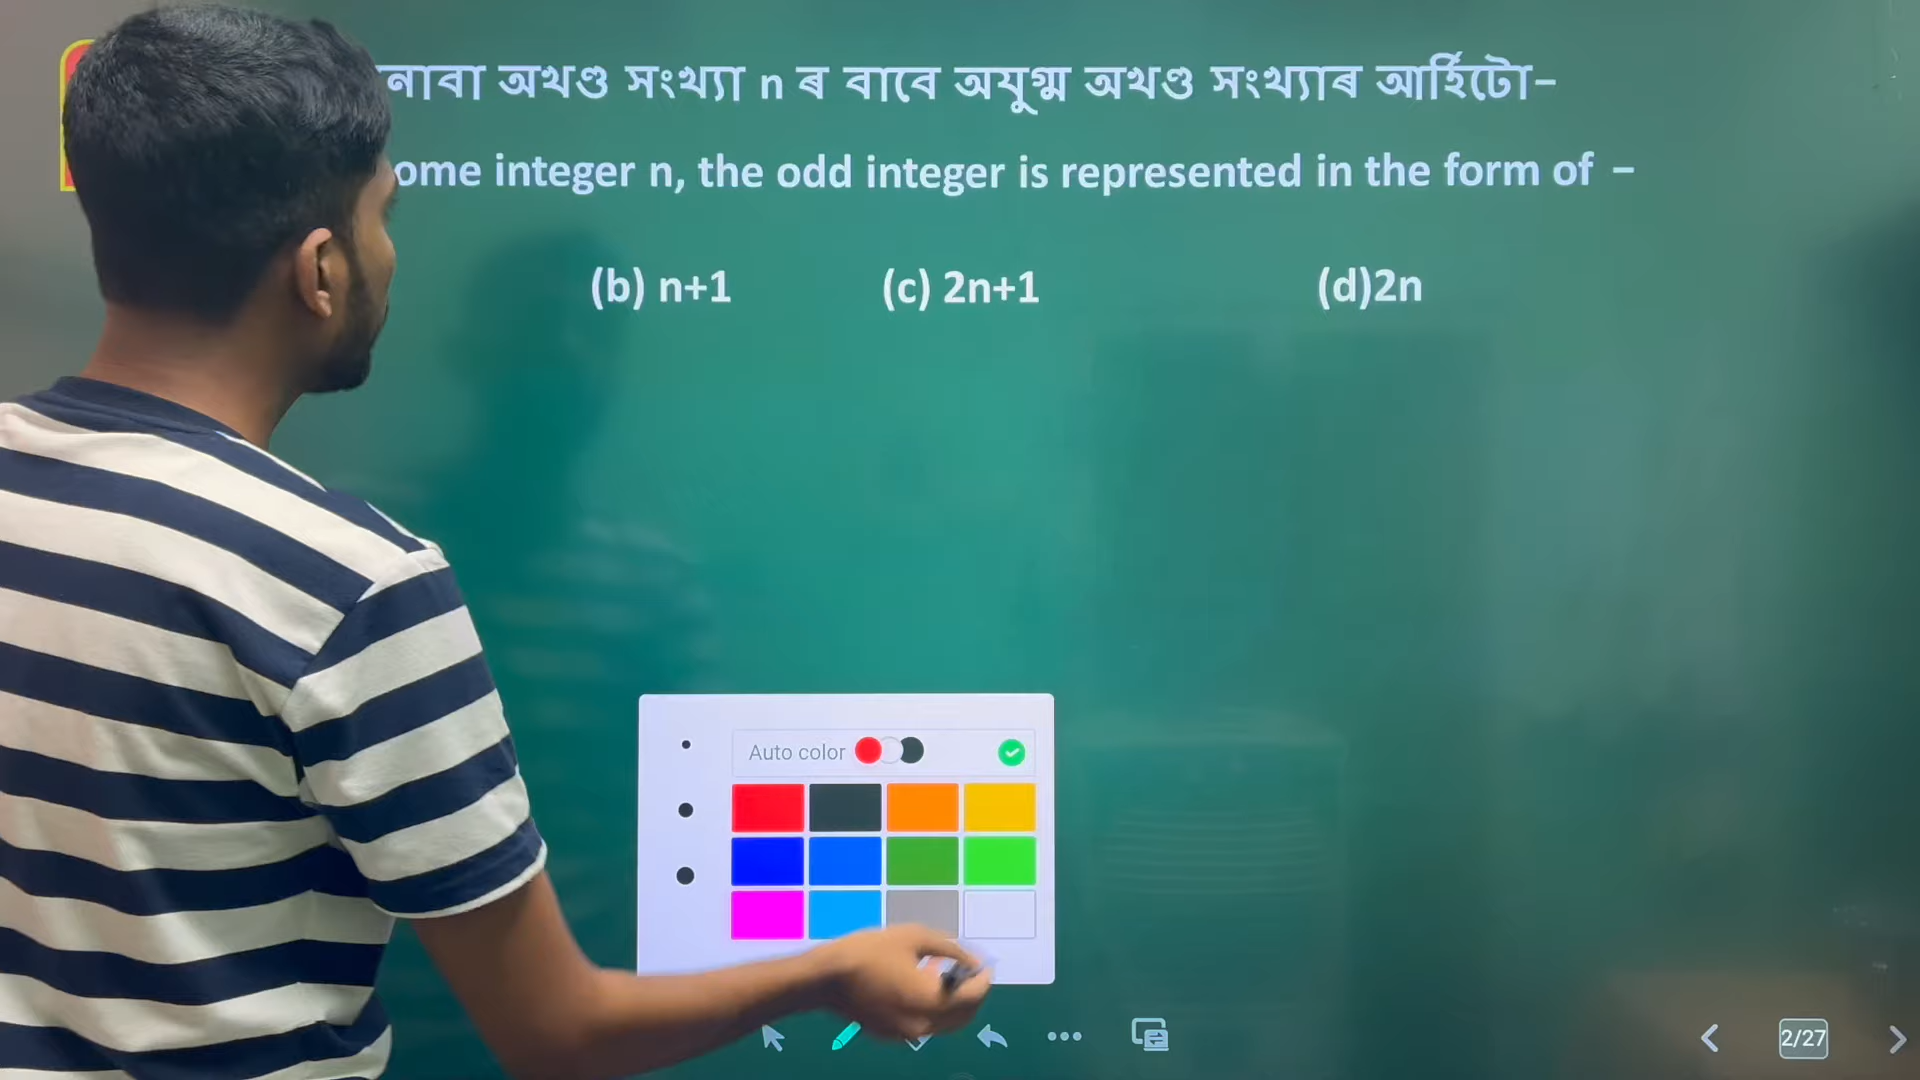 অখণ্ড সংখ্যা n ৰ বাবে অযুগ্ম অখণ্ড সংখ্যাৰ আৰ্হিটো–
integer n, the odd integer is represented in the form of –
(b) n+1 (c) 2n+1 (d)2n
Auto color
2/27